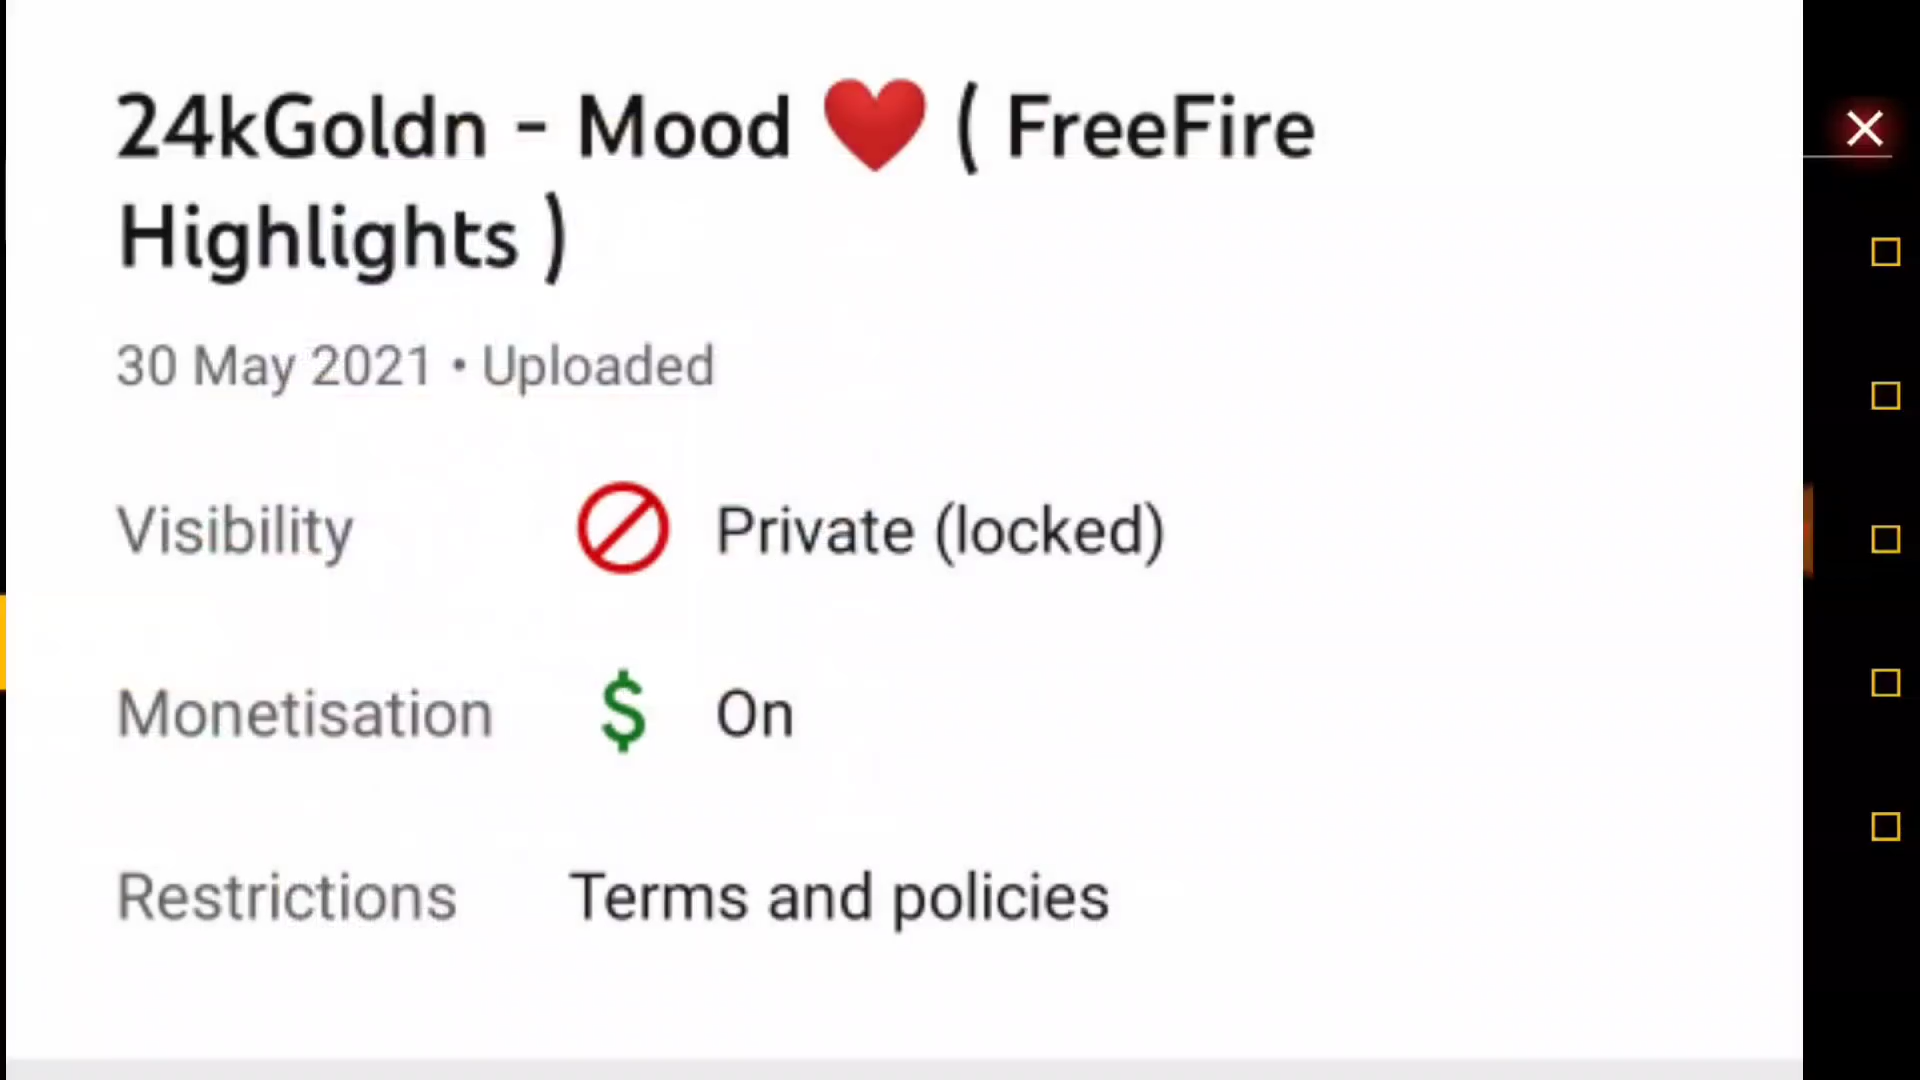 24kGoldn - Mood ❤️ ( FreeFire
Highlights )
30 May 2021 • Uploaded
Visibility Private (locked)
Monetisation $ On
Restrictions Terms and policies